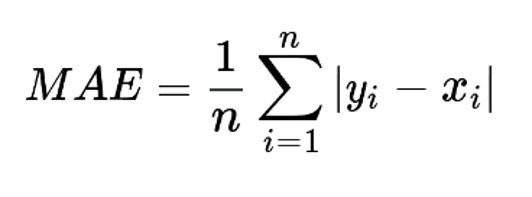 MAE = \frac{1}{n} \sum_{i=1}^{n} |y_i - x_i|